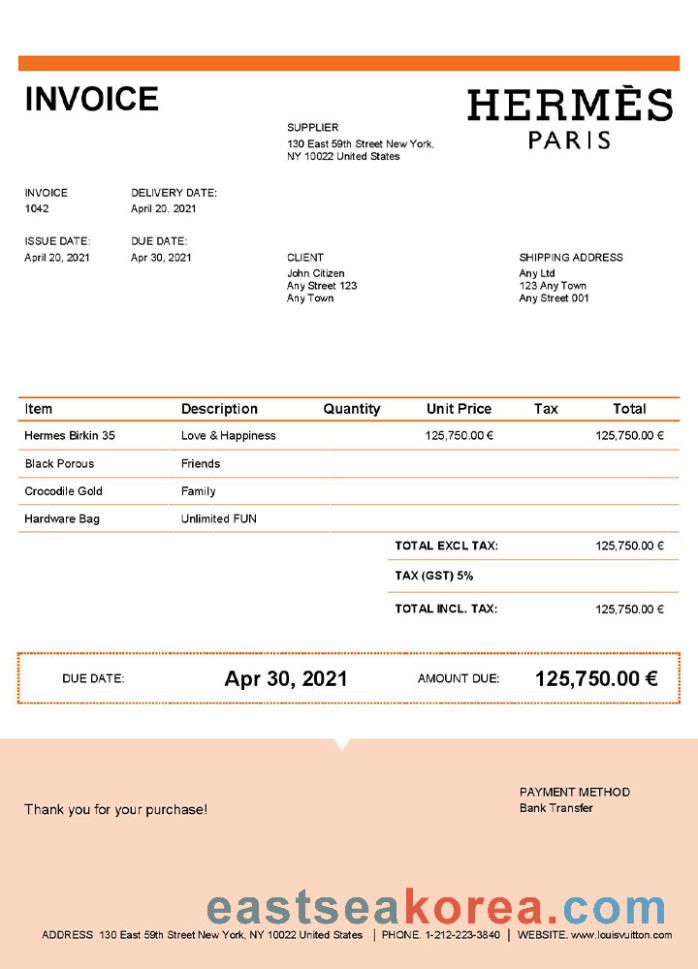 INVOICE
HERMÈS
PARIS
SUPPLIER
130 East 59th Street New York,
NY 10022 United States
INVOICE DELIVERY DATE:
1042 April 20, 2021
ISSUE DATE: DUE DATE:
April 20, 2021 Apr 30, 2021
CLIENT SHIPPING ADDRESS
John Citizen Any Ltd
Any Street 123 123 Any Town
Any Town Any Street 001
Item Description Quantity Unit Price Tax Total
Hermes Birkin 35 Love & Happiness 125,750.00 € 125,750.00 €
Black Porous Friends
Crocodile Gold Family
Hardware Bag Unlimited FUN
TOTAL EXCL TAX: 125,750.00 €
TAX (GST) 5%
TOTAL INCL. TAX: 125,750.00 €
DUE DATE: Apr 30, 2021 AMOUNT DUE: 125,750.00 €
PAYMENT METHOD
Thank you for your purchase! Bank Transfer
eastseakorea.com
ADDRESS 130 East 59th Street New York, NY 10022 United States | PHONE. 1-212-223-3840 | WEBSITE. www.louisvuitton.com